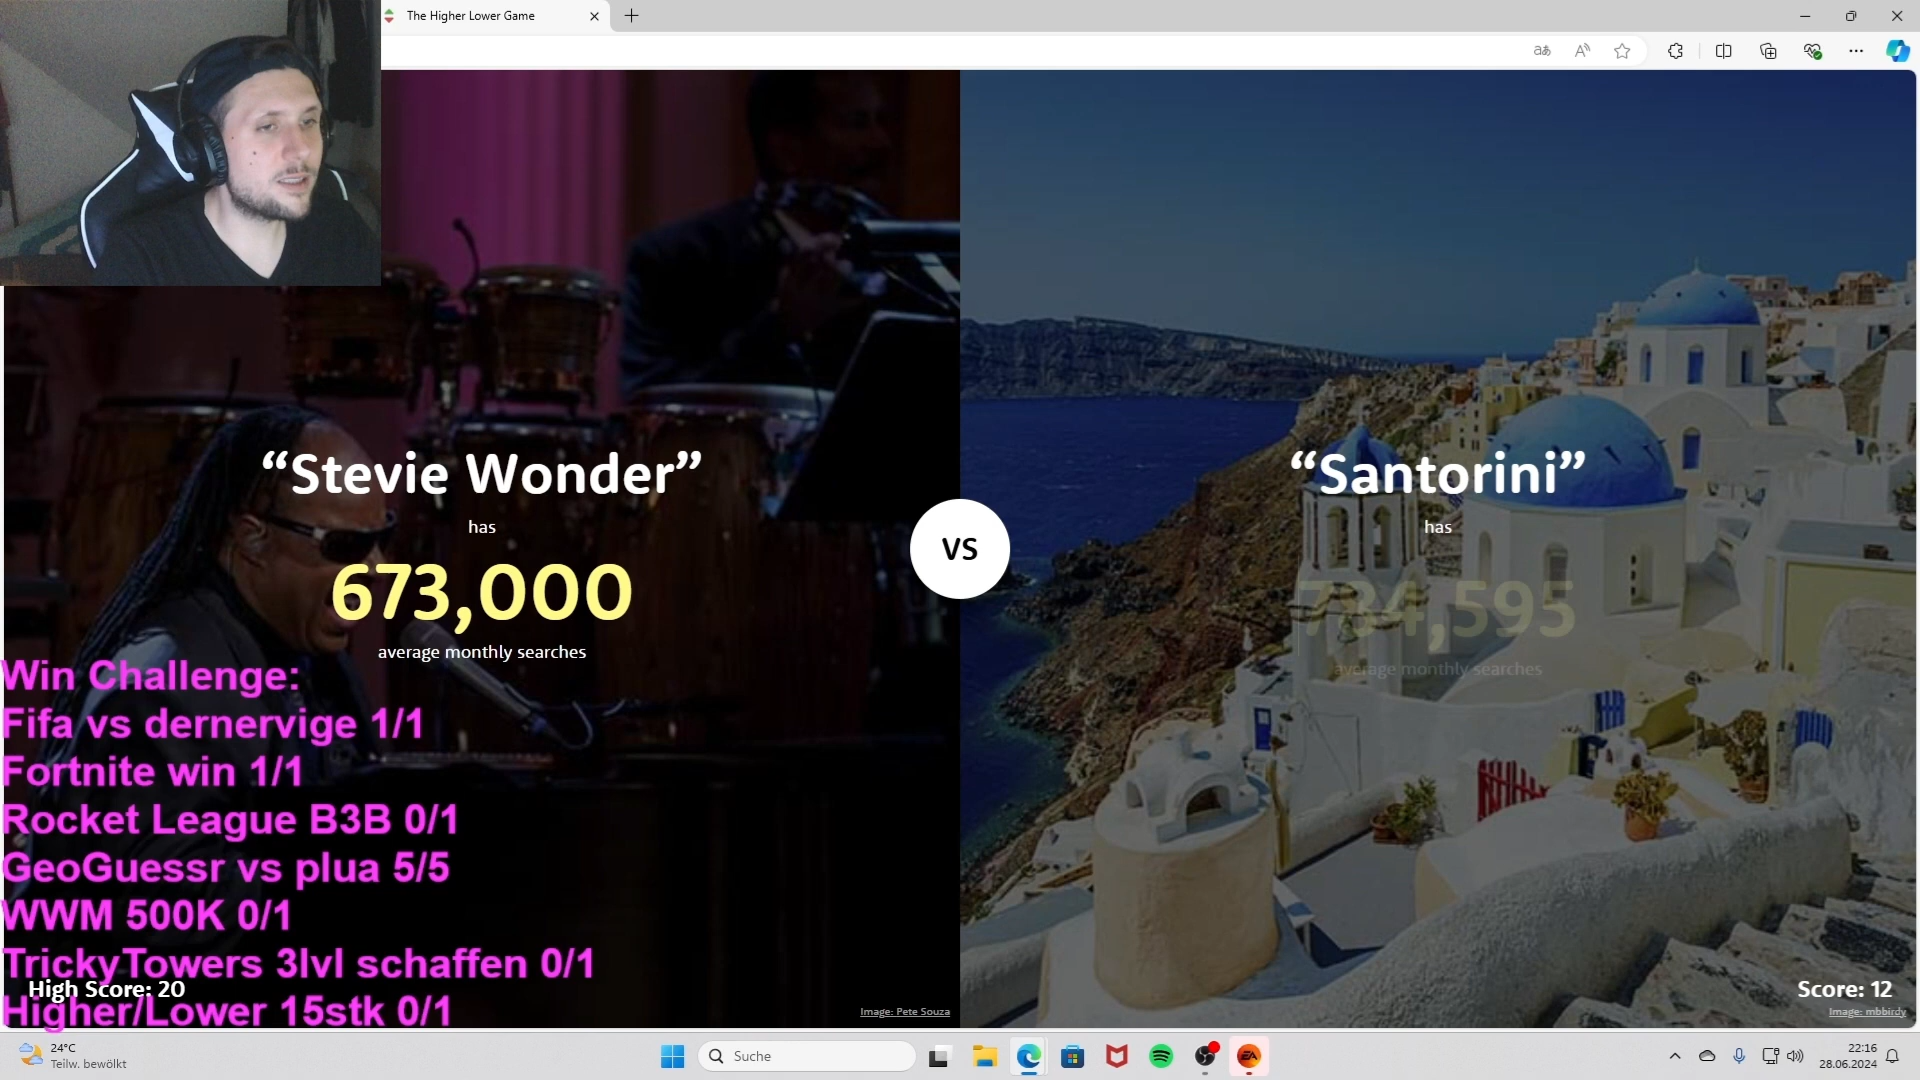 The Higher Lower Game
“Stevie Wonder”
has
673,000
average monthly searches
VS
“Santorini”
has
784,595
average monthly searches
Win Challenge:
Fifa vs dernervige 1/1
Fortnite win 1/1
Rocket League B3B 0/1
GeoGuessr vs plua 5/5
WWM 500K 0/1
TrickyTowers 3lvl schaffen 0/1
High Score: 20
Higher/Lower 15stk 0/1
Image: Pete Souza
Score: 12
Image: mbbirdy
24°C
Teilw. bewölkt
Suche
22:16
28.06.2024